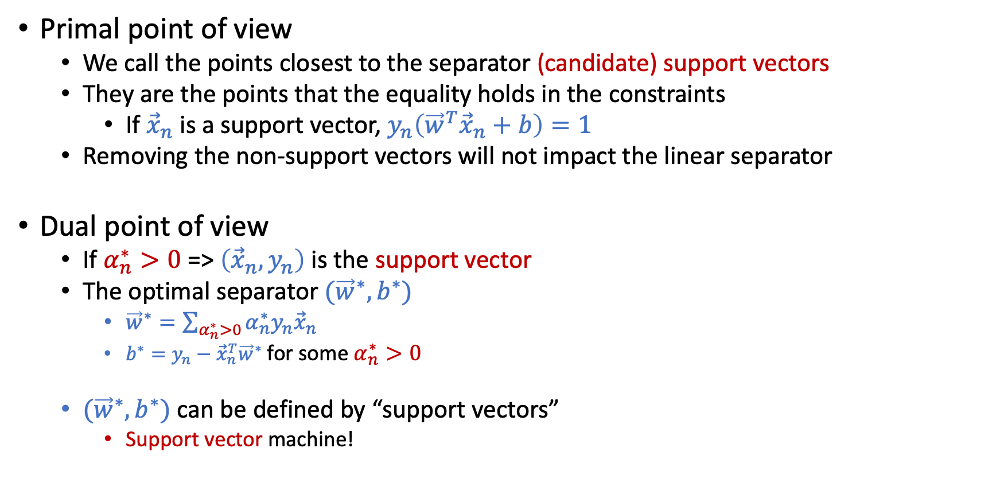 • Primal point of view
• We call the points closest to the separator (candidate) support vectors
• They are the points that the equality holds in the constraints
• If $\vec{x}_n$ is a support vector, $y_n(\vec{w}^T\vec{x}_n + b) = 1$
• Removing the non-support vectors will not impact the linear separator
• Dual point of view
• If $\alpha_n^* > 0$ => $(\vec{x}_n, y_n)$ is the support vector
• The optimal separator $(\vec{w}^*, b^*)$
• $\vec{w}^* = \sum_{\alpha_n^*>0} \alpha_n^* y_n \vec{x}_n$
• $b^* = y_n - \vec{x}_n^T\vec{w}^*$ for some $\alpha_n^* > 0$
• $(\vec{w}^*, b^*)$ can be defined by “support vectors”
• Support vector machine!